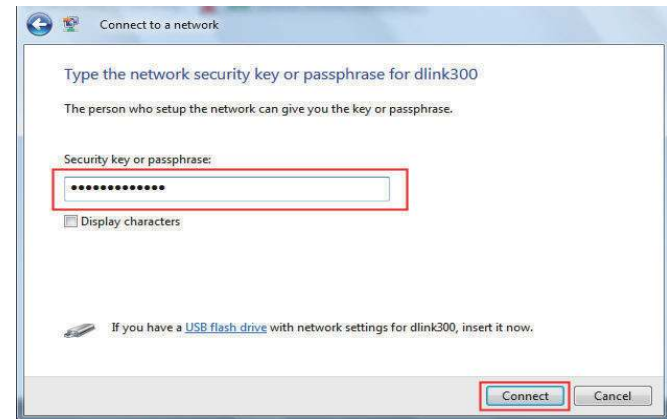 Connect to a network
Type the network security key or passphrase for dlink300
The person who setup the network can give you the key or passphrase.
Security key or passphrase:
•••••••••••••
Display characters
If you have a USB flash drive with network settings for dlink300, insert it now.
Connect Cancel